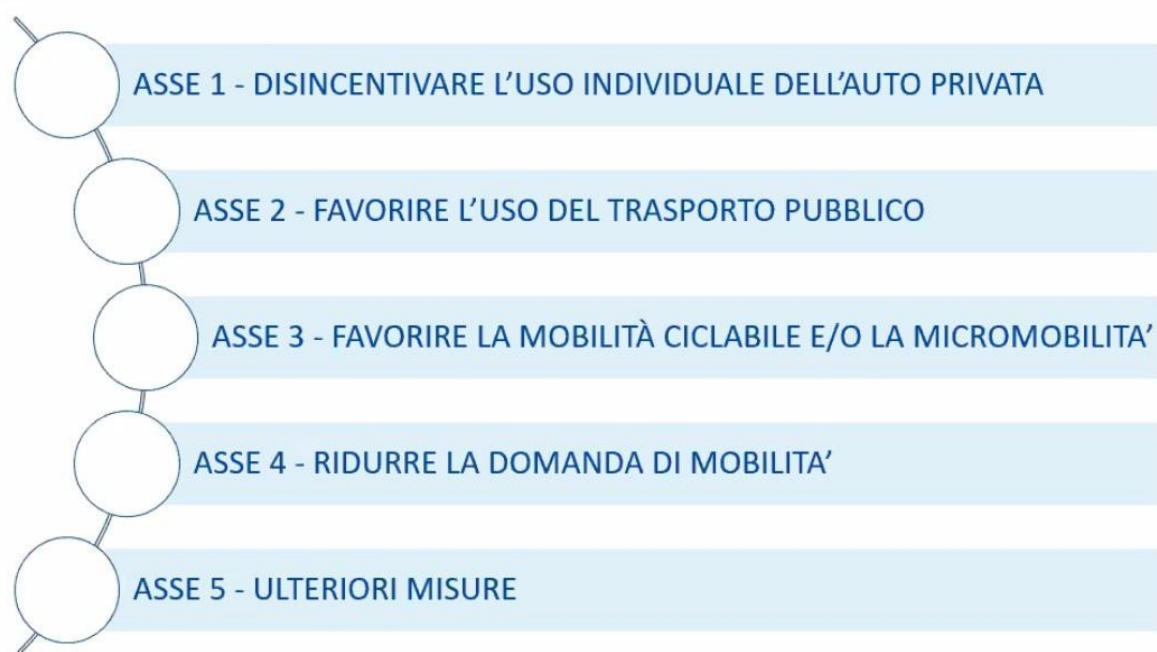 ASSE 1 - DISINCENTIVARE L’USO INDIVIDUALE DELL’AUTO PRIVATA
ASSE 2 - FAVORIRE L’USO DEL TRASPORTO PUBBLICO
ASSE 3 - FAVORIRE LA MOBILITÀ CICLABILE E/O LA MICROMOBILITA’
ASSE 4 - RIDURRE LA DOMANDA DI MOBILITA’
ASSE 5 - ULTERIORI MISURE